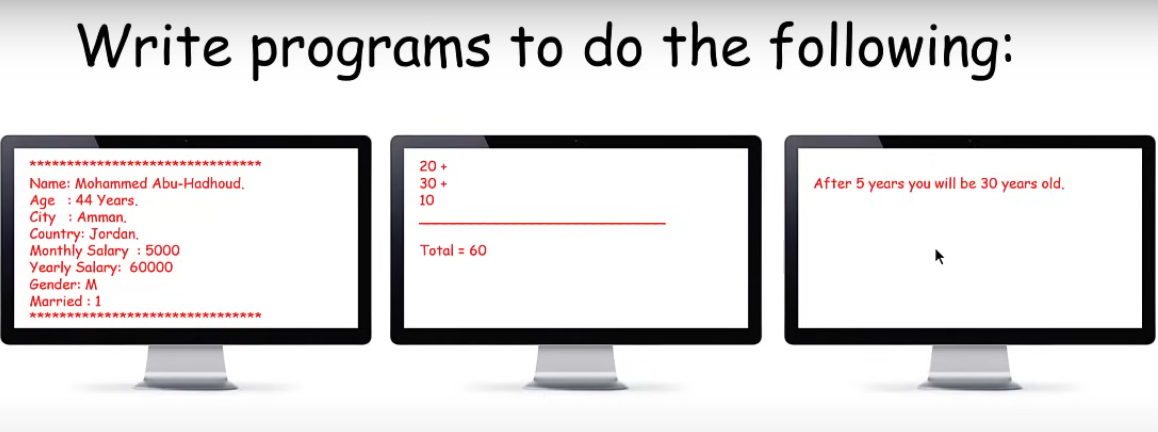 Write programs to do the following:
*******************************
Name: Mohammed Abu-Hadhoud.
Age : 44 Years.
City : Amman.
Country: Jordan.
Monthly Salary : 5000
Yearly Salary: 60000
Gender: M
Married : 1
*******************************
20 +
30 +
10
______________________________
Total = 60
After 5 years you will be 30 years old.